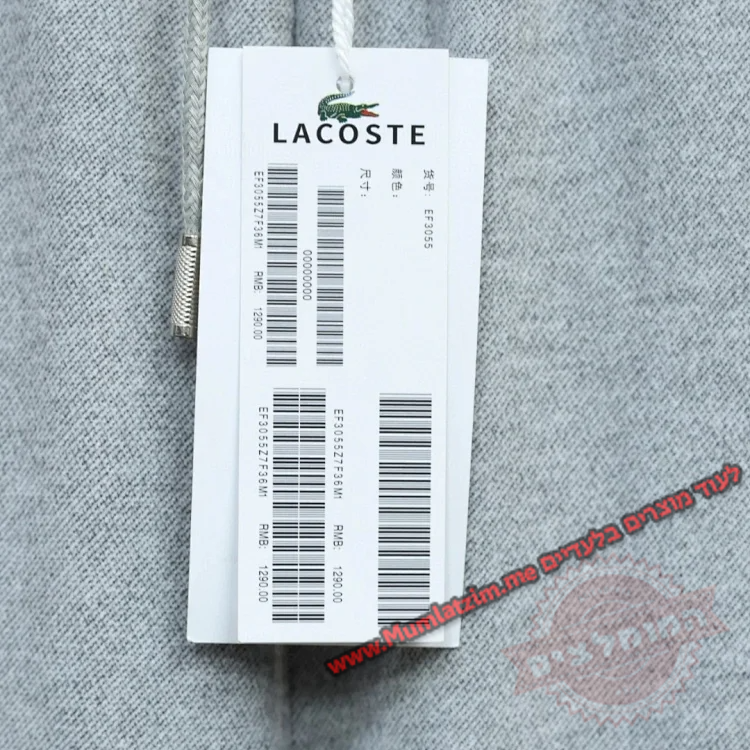 LACOSTE
货号： EF3055
颜色：
尺寸：
00000000
EF3055Z7F36M1 RMB: 1290.00
EF3055Z7F36M1 RMB: 1290.00
EF3055Z7F36M1 RMB: 1290.00
לעוד מוצרים בלעדיים www.Mumlatzim.me
המומלצים